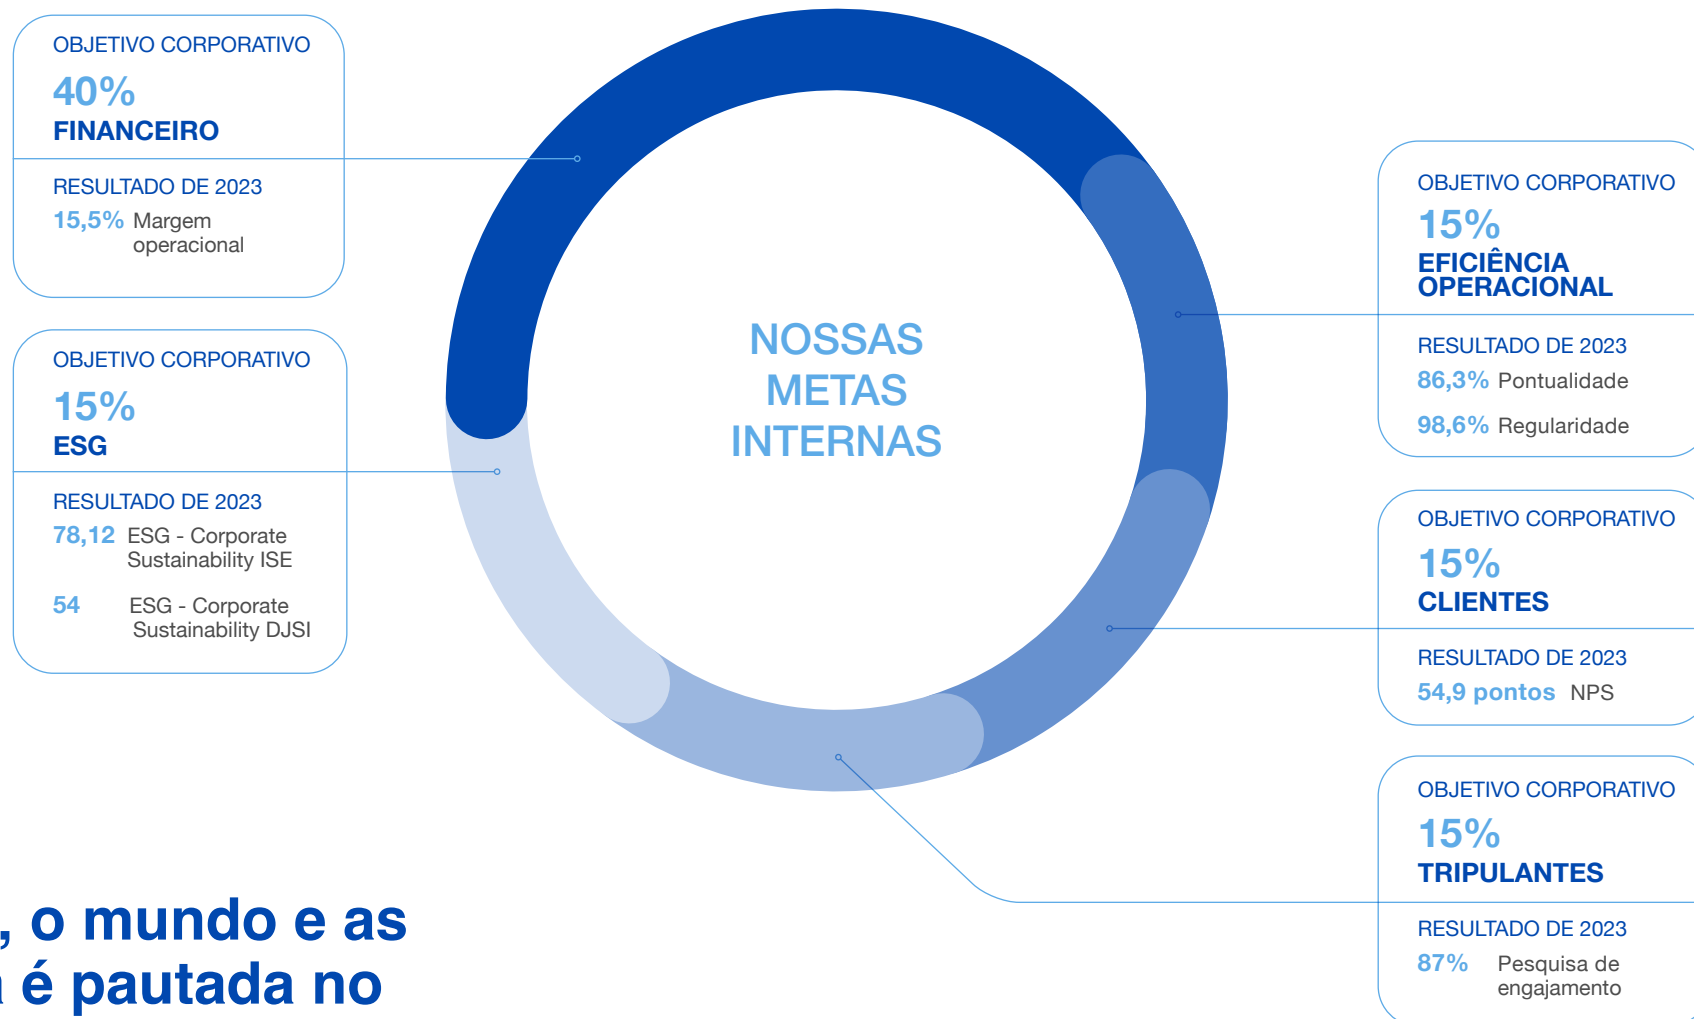 OBJETIVO CORPORATIVO
40%
FINANCEIRO
RESULTADO DE 2023
15,5% Margem
operacional
OBJETIVO CORPORATIVO
15%
ESG
RESULTADO DE 2023
78,12 ESG - Corporate
Sustainability ISE
54 ESG - Corporate
Sustainability DJSI
NOSSAS
METAS
INTERNAS
OBJETIVO CORPORATIVO
15%
EFICIÊNCIA
OPERACIONAL
RESULTADO DE 2023
86,3% Pontualidade
98,6% Regularidade
OBJETIVO CORPORATIVO
15%
CLIENTES
RESULTADO DE 2023
54,9 pontos NPS
OBJETIVO CORPORATIVO
15%
TRIPULANTES
RESULTADO DE 2023
87% Pesquisa de
engajamento
, o mundo e as
é pautada no